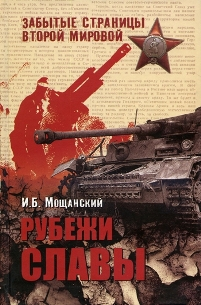 ЗАБЫТЫЕ СТРАНИЦЫ
ВТОРОЙ МИРОВОЙ
И.Б. Мощанский
РУБЕЖИ
СЛАВЫ